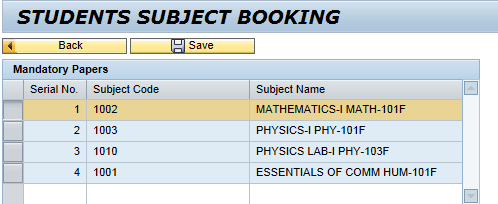 STUDENTS SUBJECT BOOKING
Back Save
Mandatory Papers
Serial No. Subject Code Subject Name
1 1002 MATHEMATICS-I MATH-101F
2 1003 PHYSICS-I PHY-101F
3 1010 PHYSICS LAB-I PHY-103F
4 1001 ESSENTIALS OF COMM HUM-101F